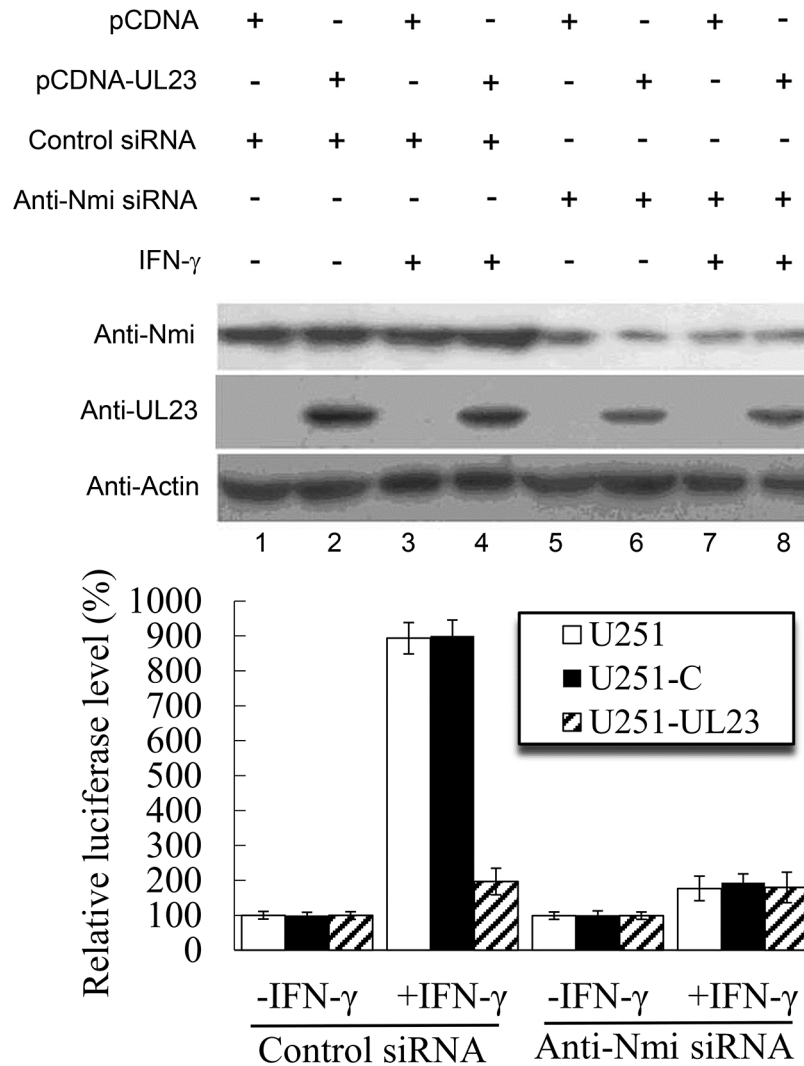 pCDNA + - + - + - + -
pCDNA-UL23 - + - + - + - +
Control siRNA + + + + - - - -
Anti-Nmi siRNA - - - - + + + +
IFN-γ - - + + - - + +
Anti-Nmi
Anti-UL23
Anti-Actin
1 2 3 4 5 6 7 8
Relative luciferase level (%)
1000
900
800
700
600
500
400
300
200
100
0
U251
U251-C
U251-UL23
-IFN-γ +IFN-γ -IFN-γ +IFN-γ
Control siRNA Anti-Nmi siRNA